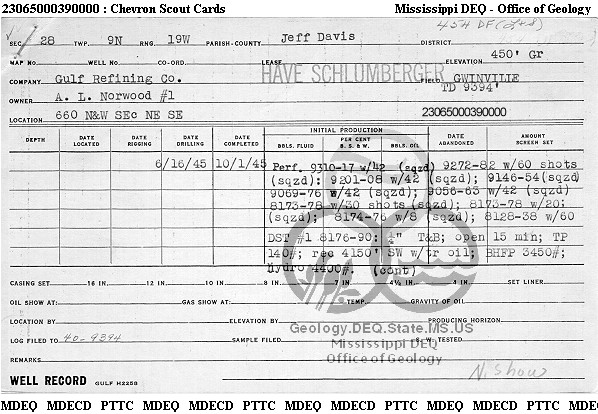 23065000390000 : Chevron Scout Cards Mississippi DEQ - Office of Geology
454 DF (L+S)
SEC. 28 TWP. 9N RNG. 19W PARISH-COUNTY Jeff Davis DISTRICT
MAP NO. WELL NO. CO-ORD. LEASE ELEVATION 450' Gr
COMPANY Gulf Refining Co. HAVE SCHLUMBERGER FIELD GWINVILLE
TD 9394'
OWNER A. L. Norwood #1
LOCATION 660 N&W SEc NE SE 23065000390000
DEPTH DATE LOCATED DATE RIGGING DATE DRILLING DATE COMPLETED INITIAL PRODUCTION BBLS. FLUID PER CENT B. S. & W. BBLS. OIL DATE ABANDONED AMOUNT SCREEN SET
6/16/45 10/1/45 Perf. 9310-17 w/42 (sqzd) 9272-82 w/60 shots
(sqzd): 9201-08 w/42 (sqzd); 9146-54(sqzd)
9069-76 w/42 (sqzd); 9056-63 w/42 (sqzd);
8173-78 w/30 shots(sqzd); 8173-78 w/20;
(sqzd); 8174-76 w/8 (sqzd); 8128-38 w/60
DST #1 8176-90: ¼" T&B; open 15 min; TP
140#; rec 4150' SW w/tr oil; BHFP 3450#;
Hydro 4400#. (cont)
CASING SET: 16 IN. 12 IN. 10 IN. 8 IN. 7 IN. 4¾ IN. 4 IN. SET LINER
OIL SHOW AT: GAS SHOW AT: TEMP. GRAVITY OF OIL
LOCATION BY ELEVATION BY PRODUCING HORIZON
Geology.DEQ.State.MS.US
LOG FILED TO 40-9394 SAMPLE FILED S. W. TESTED
Mississippi DEQ
Office of Geology
REMARKS
N. Show
WELL RECORD GULF H2258
MDEQ MDECD PTTC MDEQ MDECD PTTC MDEQ MDECD PTTC MDEQ MDECD